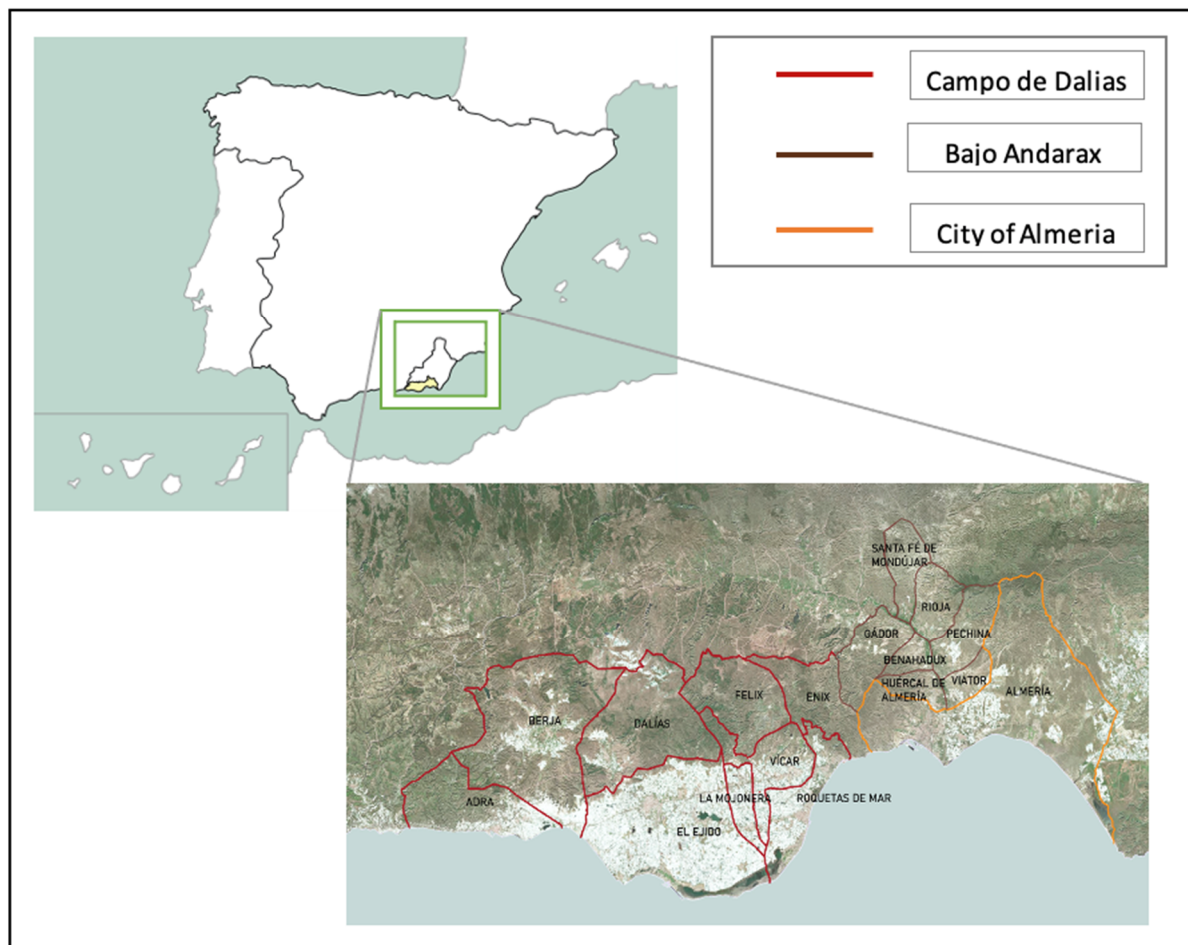 Campo de Dalias
Bajo Andarax
City of Almeria
SANTA FÉ DE
MONDÚJAR
RIOJA
GÁDOR
PECHINA
BENAHADUX
HUÉRCAL DE
ALMERÍA
VIATOR
ALMERÍA
FELIX
ENIX
BERJA
DALÍAS
VÍCAR
ADRA
LA MOJONERA
ROQUETAS DE MAR
EL EJIDO